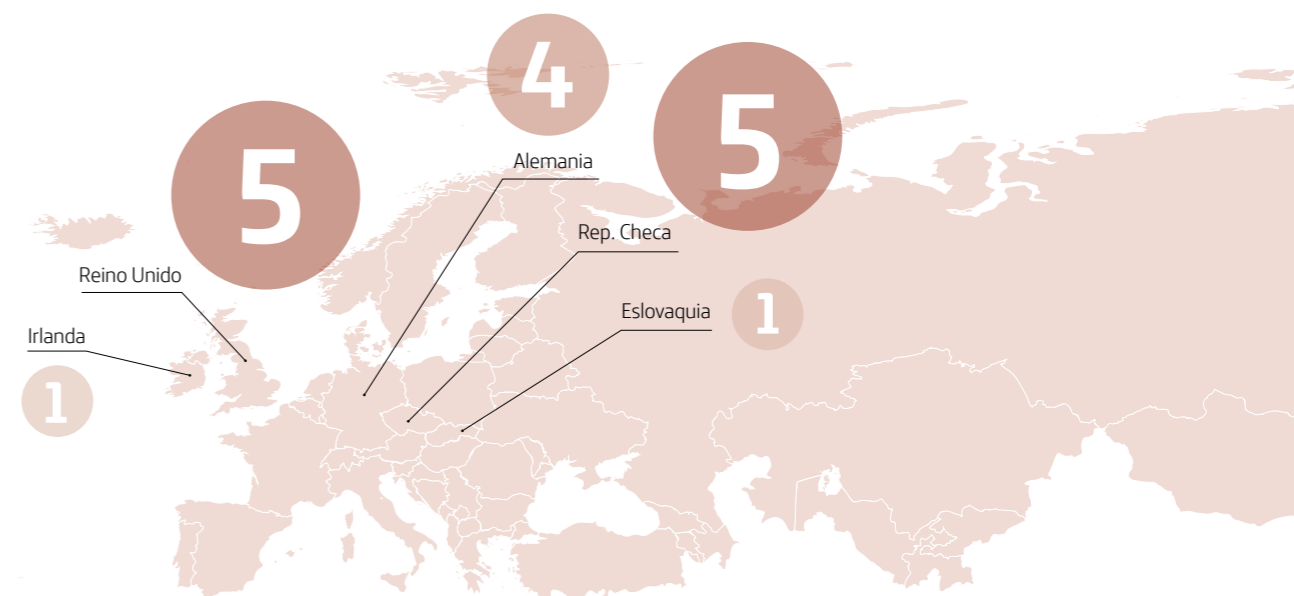 4
Alemania
5
Rep. Checa
5
Reino Unido
Eslovaquia
1
Irlanda
1